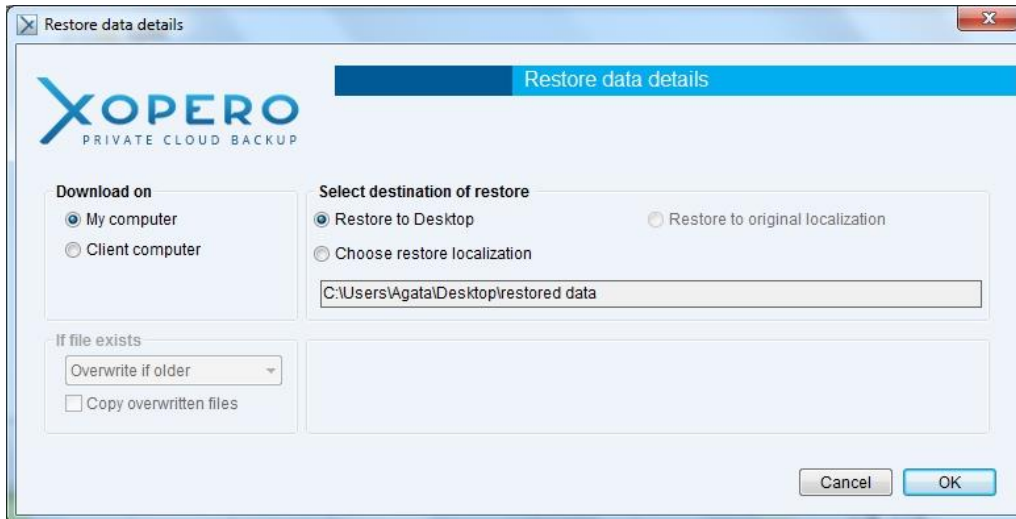 Restore data details
Restore data details
XOPERO
PRIVATE CLOUD BACKUP
Download on
My computer
Client computer
Select destination of restore
Restore to Desktop
Restore to original localization
Choose restore localization
C:\Users\Agata\Desktop\restored data
If file exists
Overwrite if older
Copy overwritten files
Cancel
OK